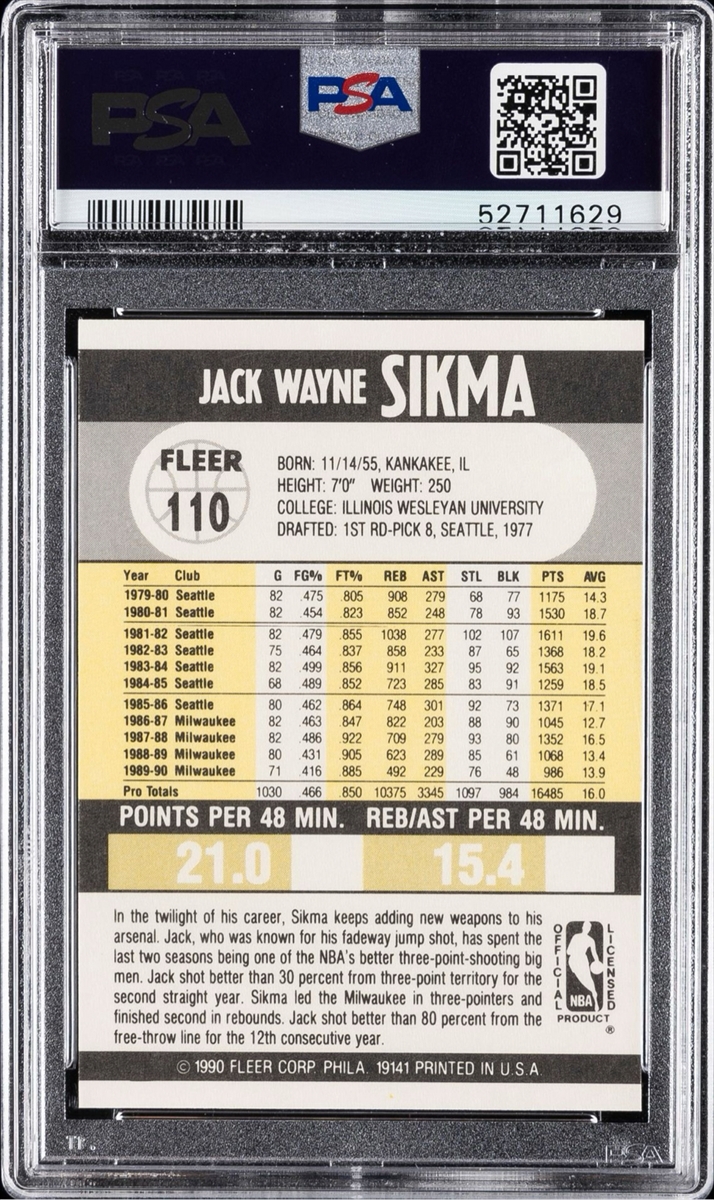 PSA
PSA
52711629
JACK WAYNE SIKMA
FLEER
110
BORN: 11/14/55, KANKAKEE, IL
HEIGHT: 7'0" WEIGHT: 250
COLLEGE: ILLINOIS WESLEYAN UNIVERSITY
DRAFTED: 1ST RD-PICK 8, SEATTLE, 1977
Year Club G FG% FT% REB AST STL BLK PTS AVG
1979-80 Seattle 82 .475 .805 908 279 68 77 1175 14.3
1980-81 Seattle 82 .454 .823 852 248 78 93 1530 18.7
1981-82 Seattle 82 .479 .855 1038 277 102 107 1611 19.6
1982-83 Seattle 75 .464 .837 858 233 87 65 1368 18.2
1983-84 Seattle 82 .499 .856 911 327 95 92 1563 19.1
1984-85 Seattle 68 .489 .852 723 285 83 91 1259 18.5
1985-86 Seattle 80 .462 .864 748 301 92 73 1371 17.1
1986-87 Milwaukee 82 .463 .847 822 203 88 90 1045 12.7
1987-88 Milwaukee 82 .486 .922 709 279 93 80 1352 16.5
1988-89 Milwaukee 80 .431 .905 623 289 85 61 1068 13.4
1989-90 Milwaukee 71 .416 .885 492 229 76 48 986 13.9
Pro Totals 1030 .466 .850 10375 3345 1097 984 16485 16.0
POINTS PER 48 MIN. REB/AST PER 48 MIN.
21.0 15.4
In the twilight of his career, Sikma keeps adding new weapons to his
arsenal. Jack, who was known for his fadeway jump shot, has spent the
last two seasons being one of the NBA's better three-point-shooting big
men. Jack shot better than 30 percent from three-point territory for the
second straight year. Sikma led the Milwaukee in three-pointers and
finished second in rebounds. Jack shot better than 80 percent from the
free-throw line for the 12th consecutive year.
OFFICIAL
LICENSED
NBA
PRODUCT ®
© 1990 FLEER CORP. PHILA. 19141 PRINTED IN U.S.A.
PSA